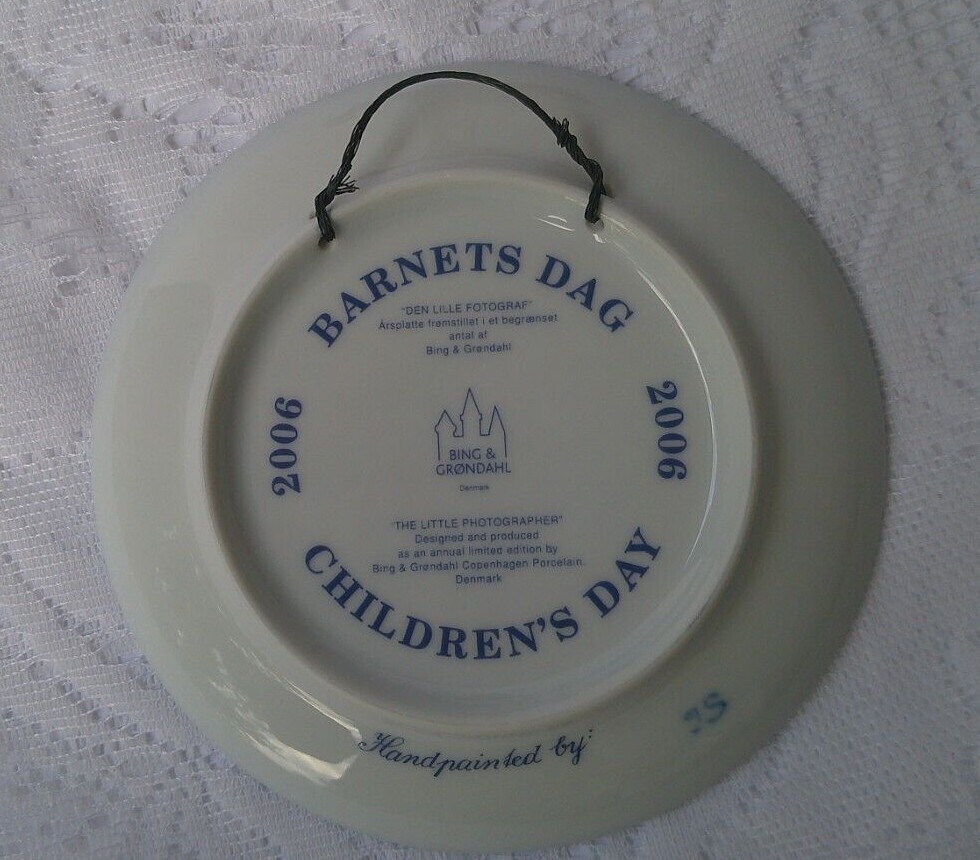 BARNETS DAG
"DEN LILLE FOTOGRAF"
Årsplatte fremstillet i et begrænset
antal af
Bing & Grøndahl
2006
2006
BING &
GRØNDAHL
Denmark
"THE LITTLE PHOTOGRAPHER"
Designed and produced
as an annual limited edition by
Bing & Grøndahl Copenhagen Porcelain.
Denmark
CHILDREN'S DAY
Handpainted by: